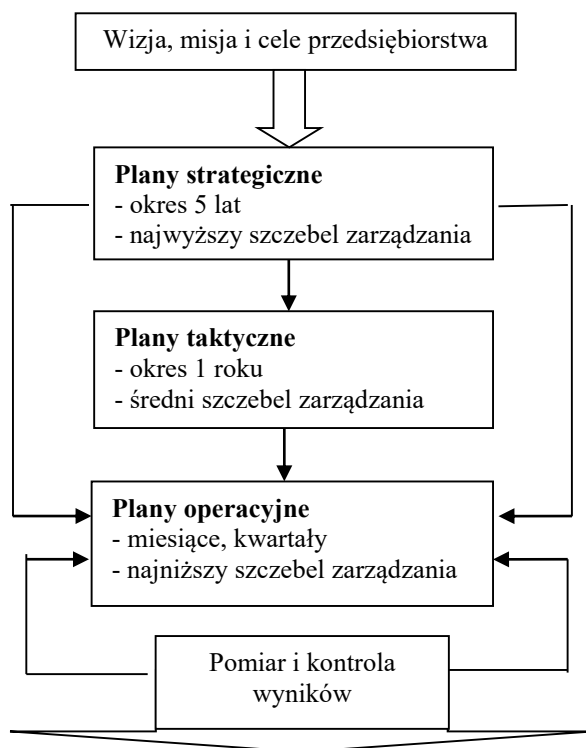 Wizja, misja i cele przedsiębiorstwa
Plany strategiczne
- okres 5 lat
- najwyższy szczebel zarządzania
Plany taktyczne
- okres 1 roku
- średni szczebel zarządzania
Plany operacyjne
- miesiące, kwartały
- najniższy szczebel zarządzania
Pomiar i kontrola
wyników